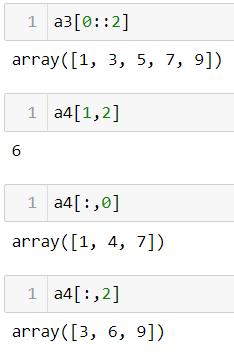 1 a3[0::2]
array([1, 3, 5, 7, 9])
1 a4[1,2]
6
1 a4[:,0]
array([1, 4, 7])
1 a4[:,2]
array([3, 6, 9])